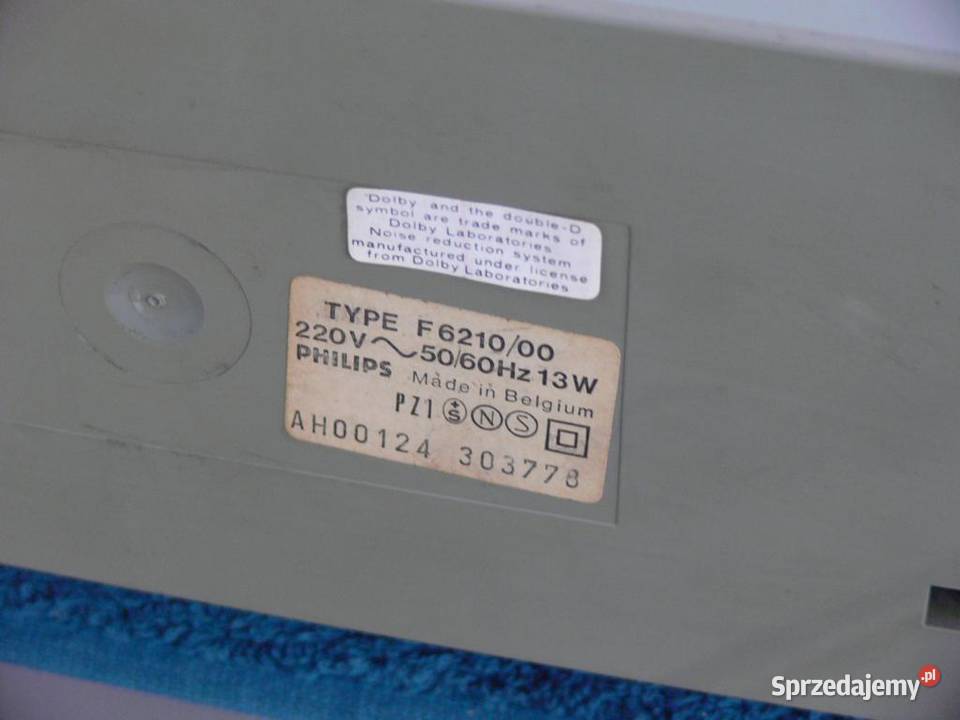 "Dolby and the double-D
symbol are trade marks of
Dolby Laboratories
Noise reduction system
manufactured under license
from Dolby Laboratories
TYPE F6210/00
220V ~ 50/60Hz 13W
PHILIPS Made in Belgium
PZ1 +S N S
AH00124 303778
Sprzedajemy.pl